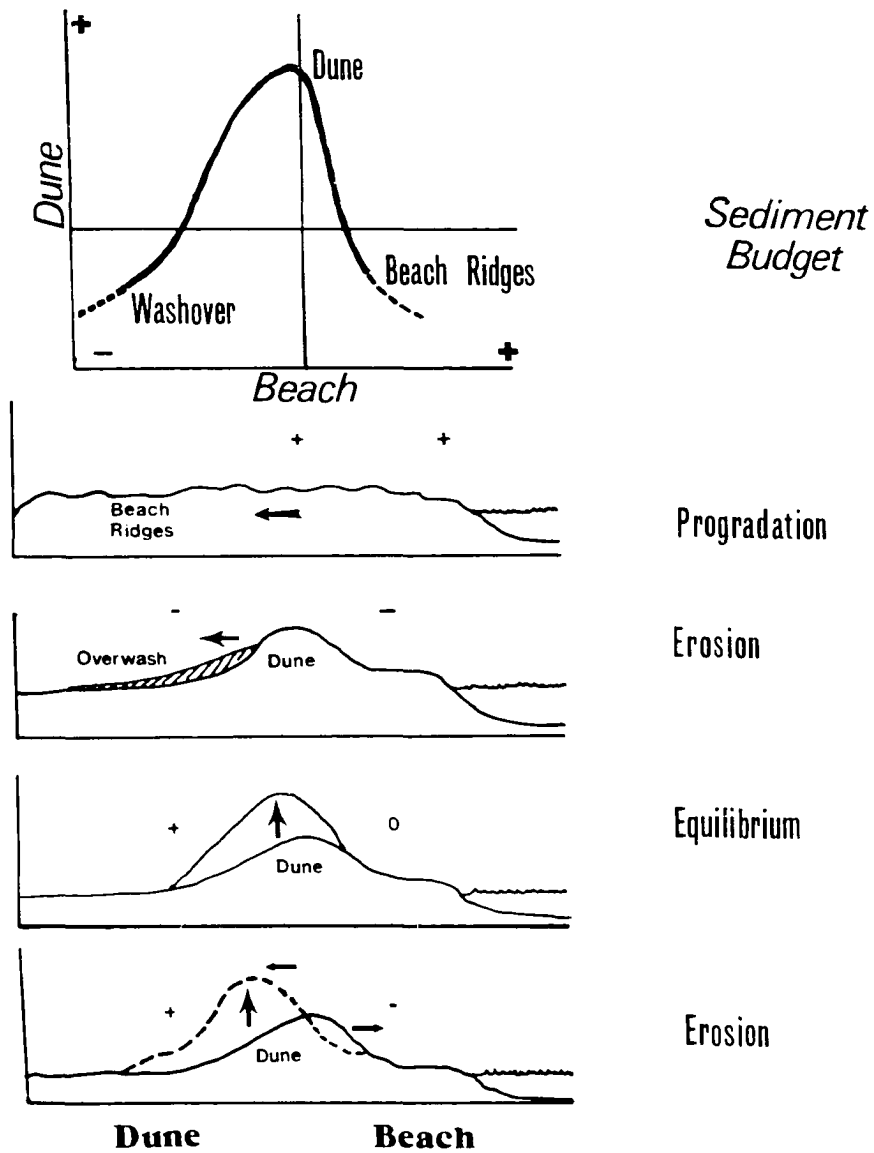 +
Dune
Dune
Sediment
Budget
Beach Ridges
Washover
− +
Beach
+ +
Beach
Ridges
Progradation
- −
Erosion
Overwash
Dune
+ 0
Equilibrium
Dune
+ -
Erosion
Dune
Dune Beach